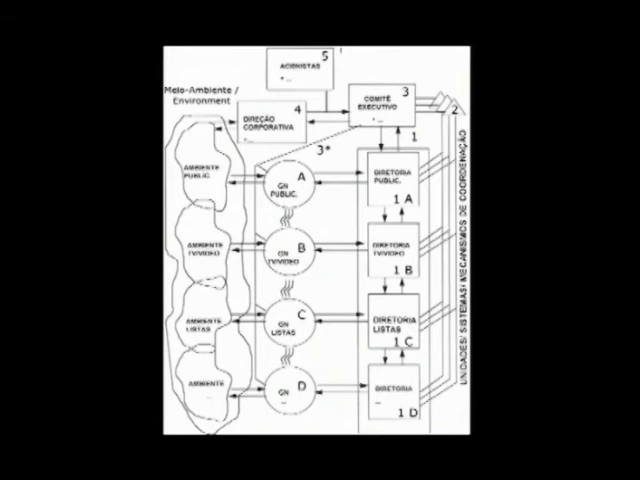 5
ACIONISTAS
Meio-Ambiente /
Environment
4
DIREÇÃO
CORPORATIVA
3
COMITÊ
EXECUTIVO
2
1
3*
AMBIENTE
PUBLIC.
A
GN
PUBLIC.
DIRETORIA
PUBLIC.
1 A
AMBIENTE
TV/VIDEO
B
GN
TV/VIDEO
DIRETORIA
TV/VIDEO
1 B
AMBIENTE
LISTAS
C
GN
LISTAS
DIRETORIA
LISTAS
1 C
AMBIENTE
...
D
GN
...
DIRETORIA
...
1 D
UNIDADES/ SISTEMAS/ MECANISMOS DE COORDENAÇÃO